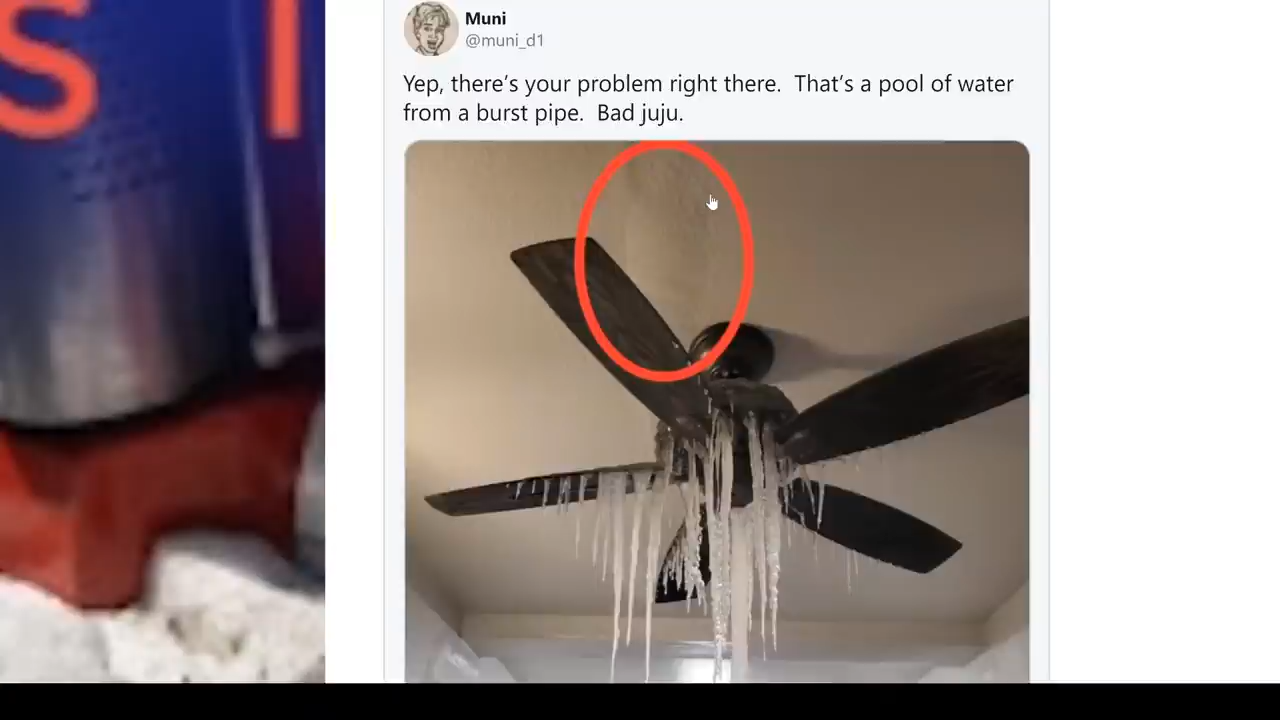 S I
Muni
@muni_d1
Yep, there's your problem right there.  That's a pool of water
from a burst pipe.  Bad juju.